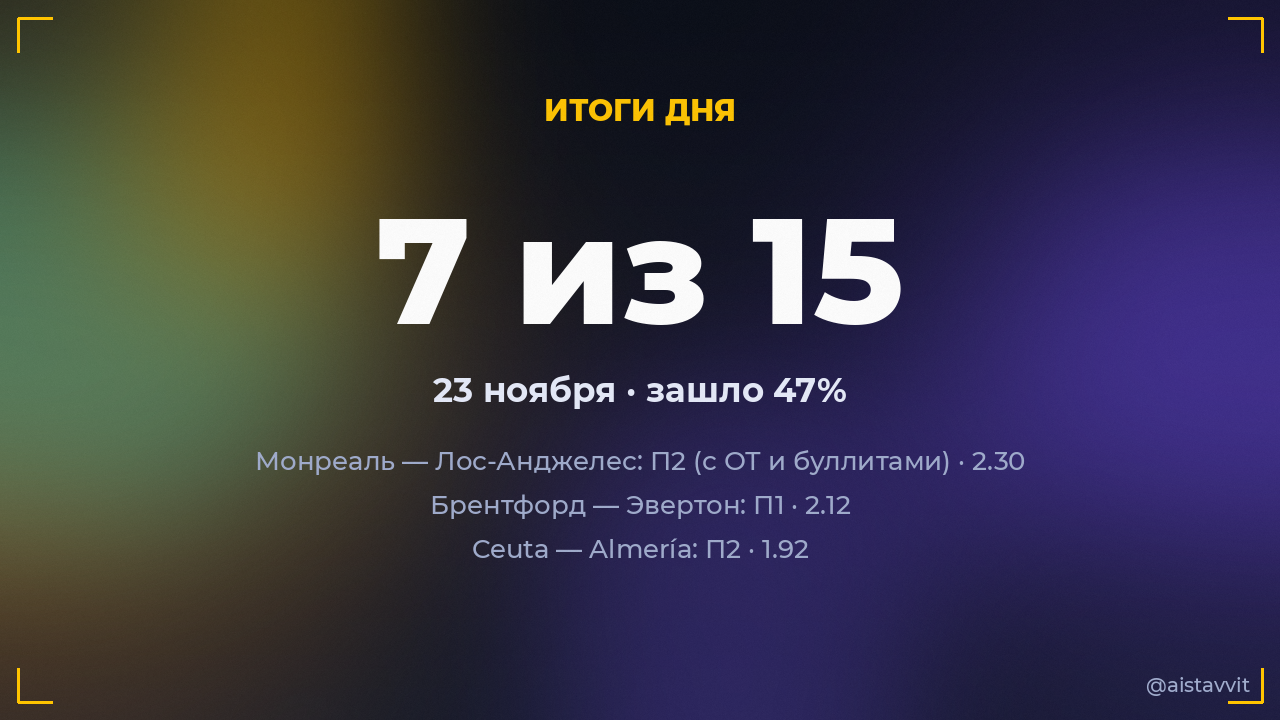 ИТОГИ ДНЯ
7 из 15
23 ноября · зашло 47%
Монреаль — Лос-Анджелес: П2 (с ОТ и буллитами) · 2.30
Брентфорд — Эвертон: П1 · 2.12
Ceuta — Almería: П2 · 1.92
@aistavvit